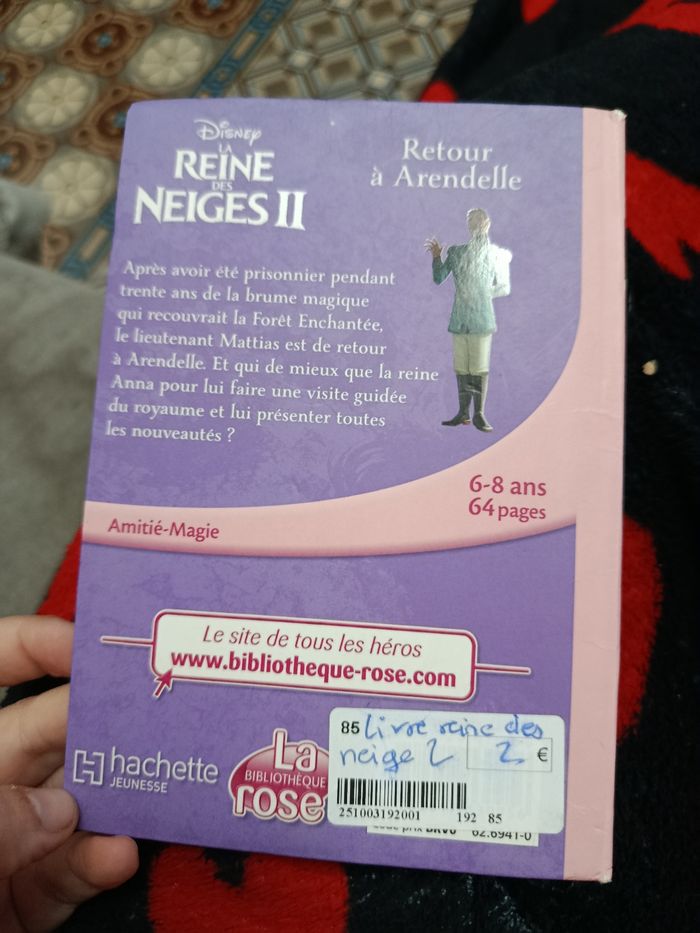 Disney
LA
REINE
DES
NEIGES II
Retour
à Arendelle
Après avoir été prisonnier pendant
trente ans de la brume magique
qui recouvrait la Forêt Enchantée,
le lieutenant Mattias est de retour
à Arendelle. Et qui de mieux que la reine
Anna pour lui faire une visite guidée
du royaume et lui présenter toutes
les nouveautés ?
6-8 ans
64 pages
Amitié-Magie
Le site de tous les héros
www.bibliotheque-rose.com
hachette
JEUNESSE
La
BIBLIOTHÈQUE
rose
85 Livre reine des
neige 2 2 €
251003192001 192 85
prix 62.6941-0